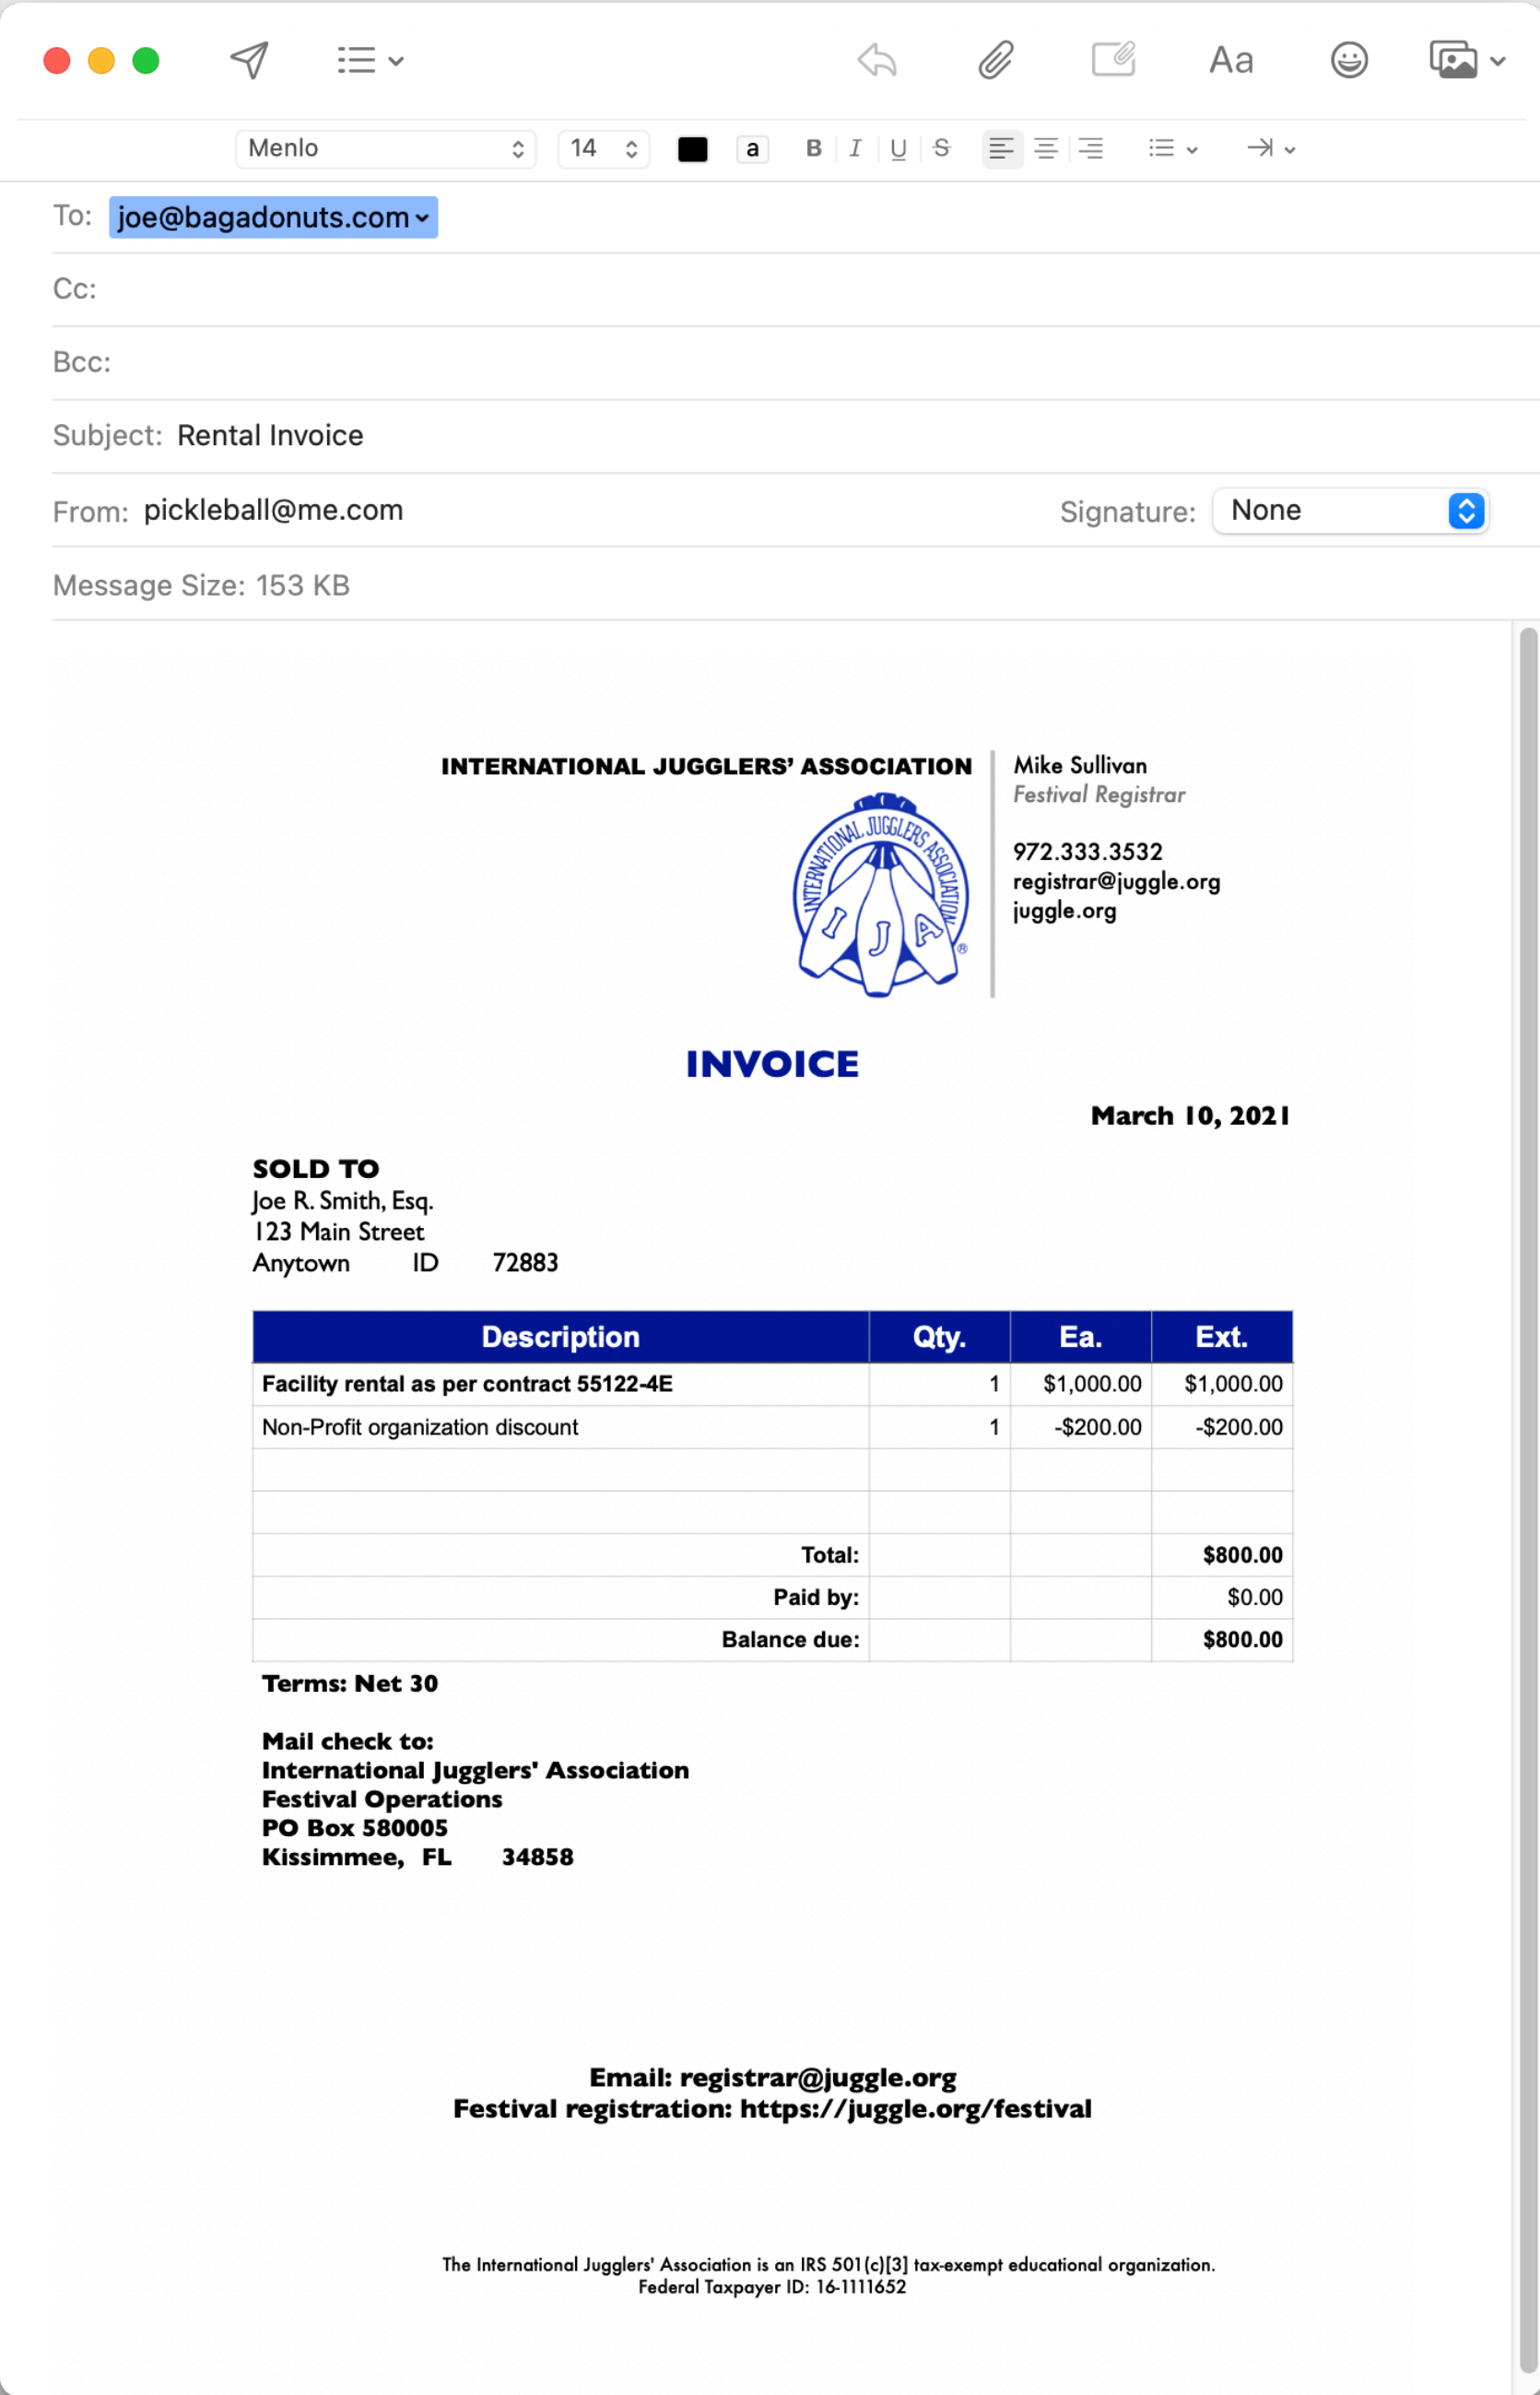 Aa
Menlo 14 a B I U S
To: joe@bagadonuts.com
Cc:
Bcc:
Subject: Rental Invoice
From: pickleball@me.com Signature: None
Message Size: 153 KB
INTERNATIONAL JUGGLERS’ ASSOCIATION
Mike Sullivan
Festival Registrar
972.333.3532
registrar@juggle.org
juggle.org
INTERNATIONAL JUGGLERS ASSOCIATION
I J A ®
INVOICE
March 10, 2021
SOLD TO
Joe R. Smith, Esq.
123 Main Street
Anytown ID 72883
Description Qty. Ea. Ext.
Facility rental as per contract 55122-4E 1 $1,000.00 $1,000.00
Non-Profit organization discount 1 -$200.00 -$200.00
Total: $800.00
Paid by: $0.00
Balance due: $800.00
Terms: Net 30
Mail check to:
International Jugglers' Association
Festival Operations
PO Box 580005
Kissimmee, FL 34858
Email: registrar@juggle.org
Festival registration: https://juggle.org/festival
The International Jugglers' Association is an IRS 501(c)[3] tax-exempt educational organization.
Federal Taxpayer ID: 16-1111652